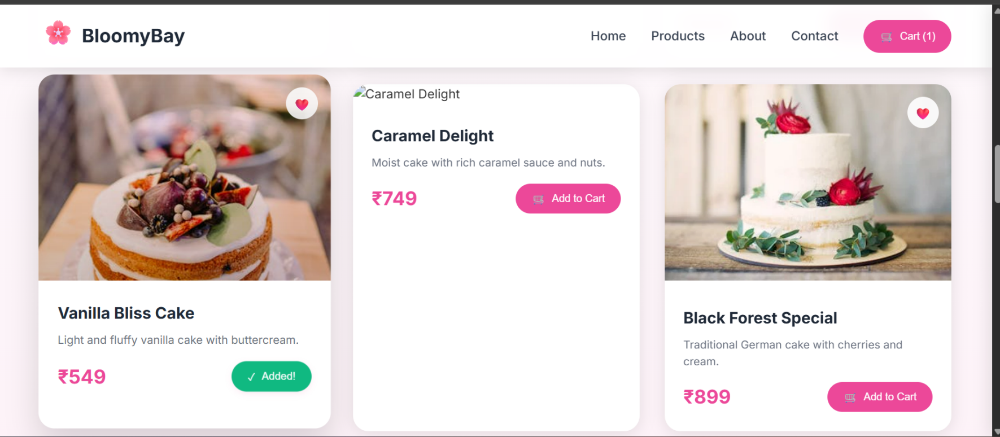 BloomyBay
Home Products About Contact Cart (1)
Vanilla Bliss Cake
Light and fluffy vanilla cake with buttercream.
₹549 ✓ Added!
Caramel Delight
Caramel Delight
Moist cake with rich caramel sauce and nuts.
₹749 Add to Cart
Black Forest Special
Traditional German cake with cherries and
cream.
₹899 Add to Cart